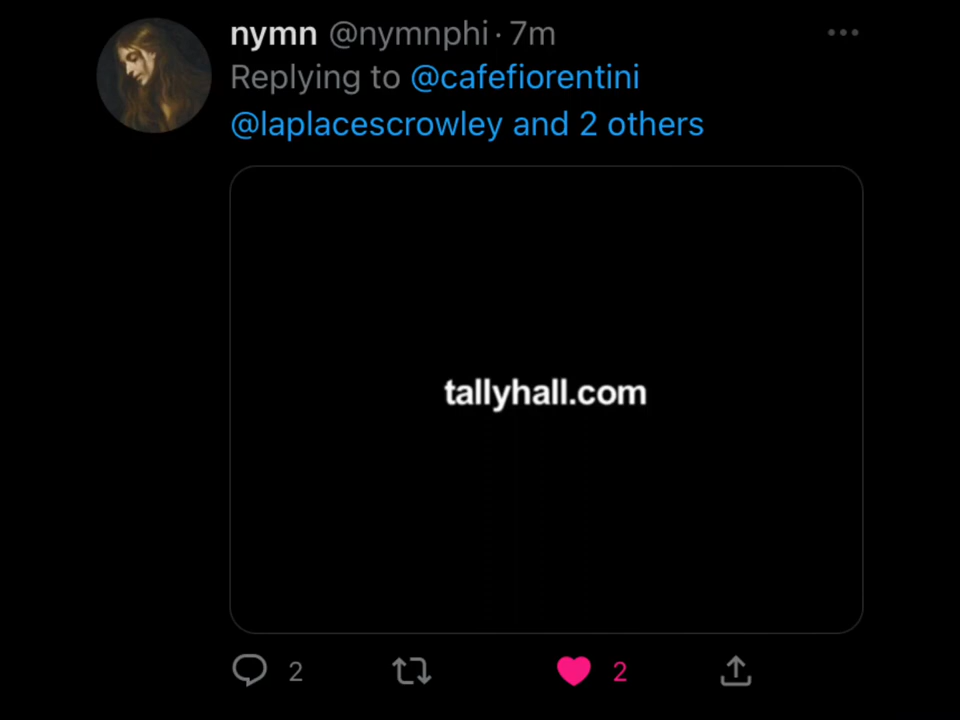 nymn @nymnphi · 7m
Replying to @cafefiorentini
@laplacescrowley and 2 others
tallyhall.com
2 2